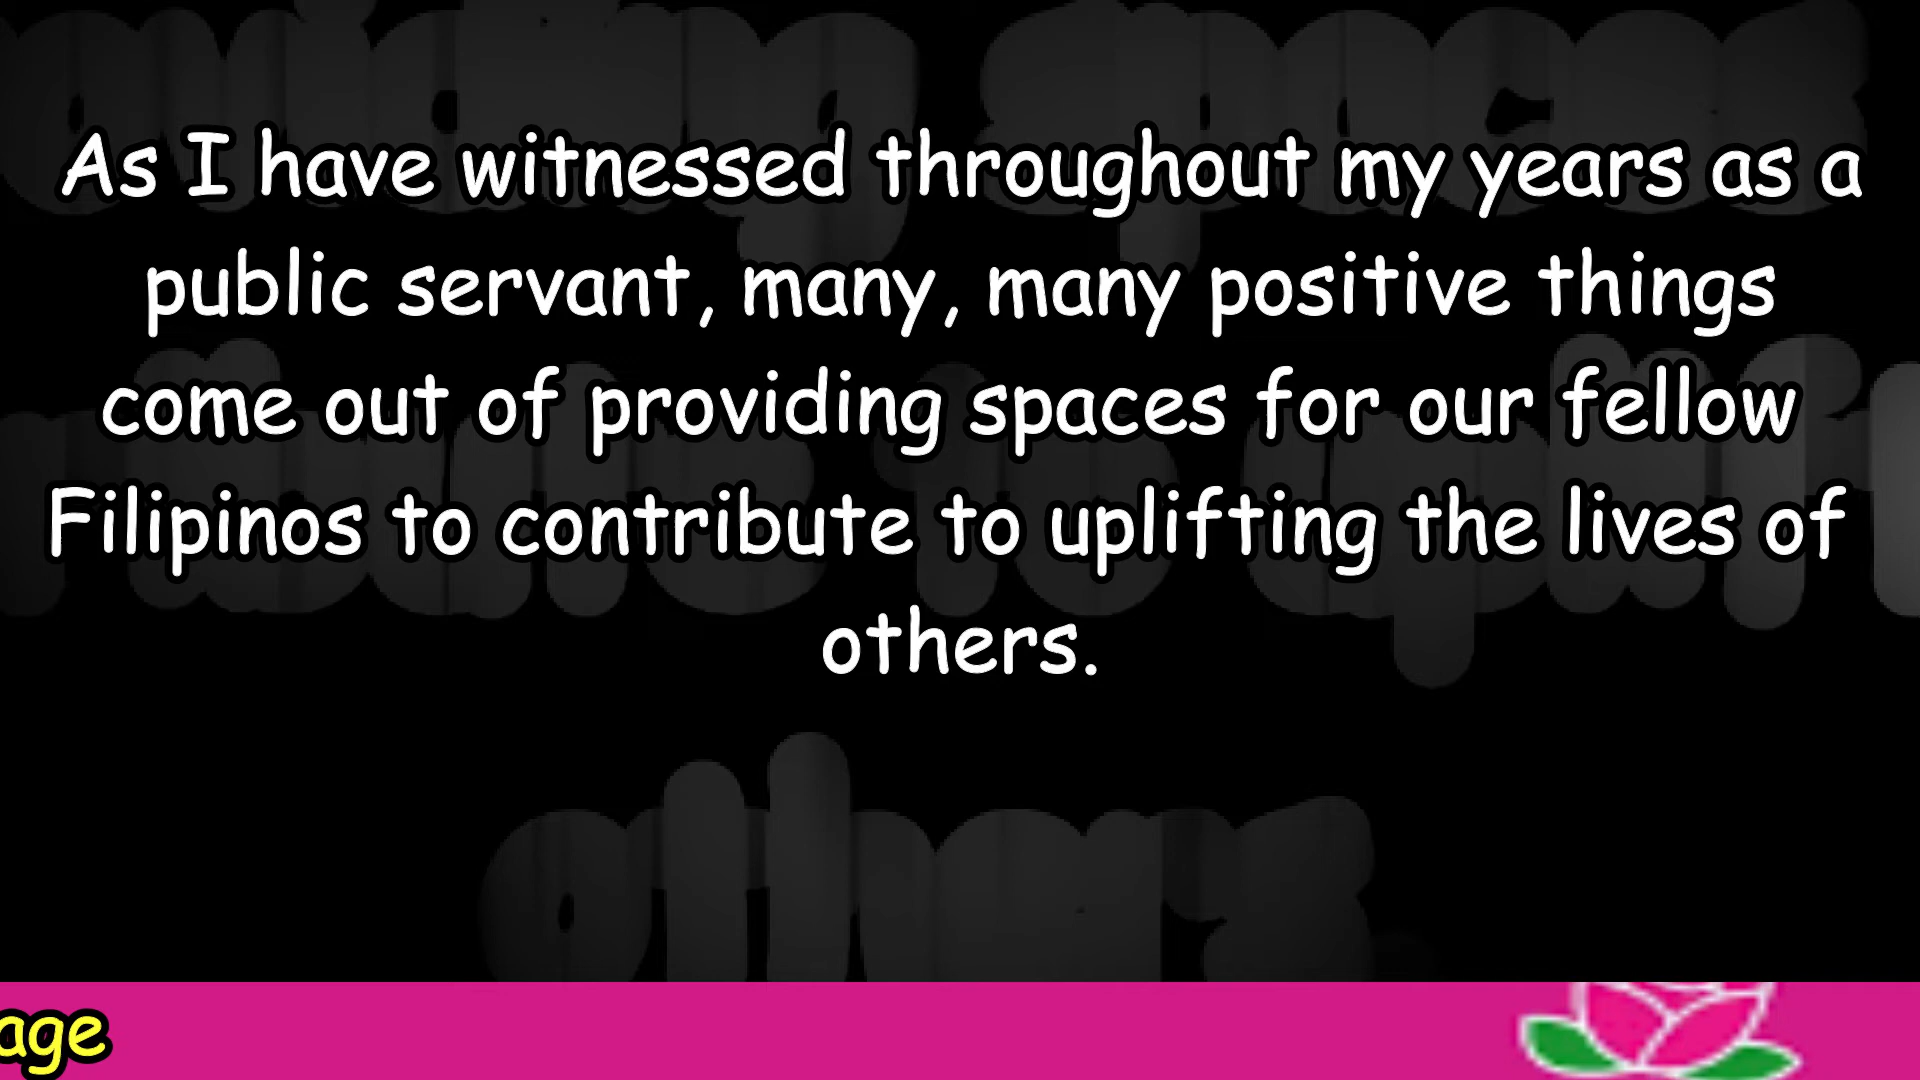 As I have witnessed throughout my years as a
public servant, many, many positive things
come out of providing spaces for our fellow
Filipinos to contribute to uplifting the lives of
others.
age